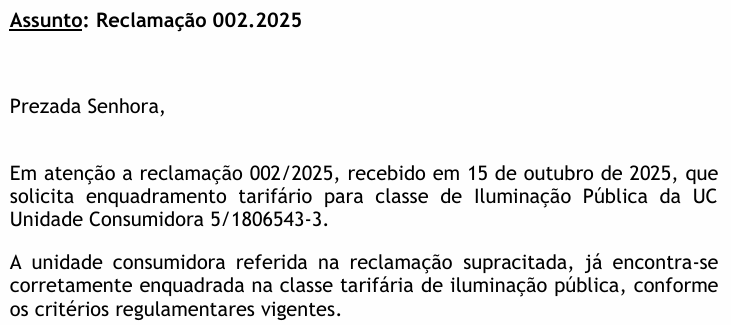 Assunto: Reclamação 002.2025
Prezada Senhora,
Em atenção a reclamação 002/2025, recebido em 15 de outubro de 2025, que
solicita enquadramento tarifário para classe de Iluminação Pública da UC
Unidade Consumidora 5/1806543-3.
A unidade consumidora referida na reclamação supracitada, já encontra-se
corretamente enquadrada na classe tarifária de iluminação pública, conforme
os critérios regulamentares vigentes.